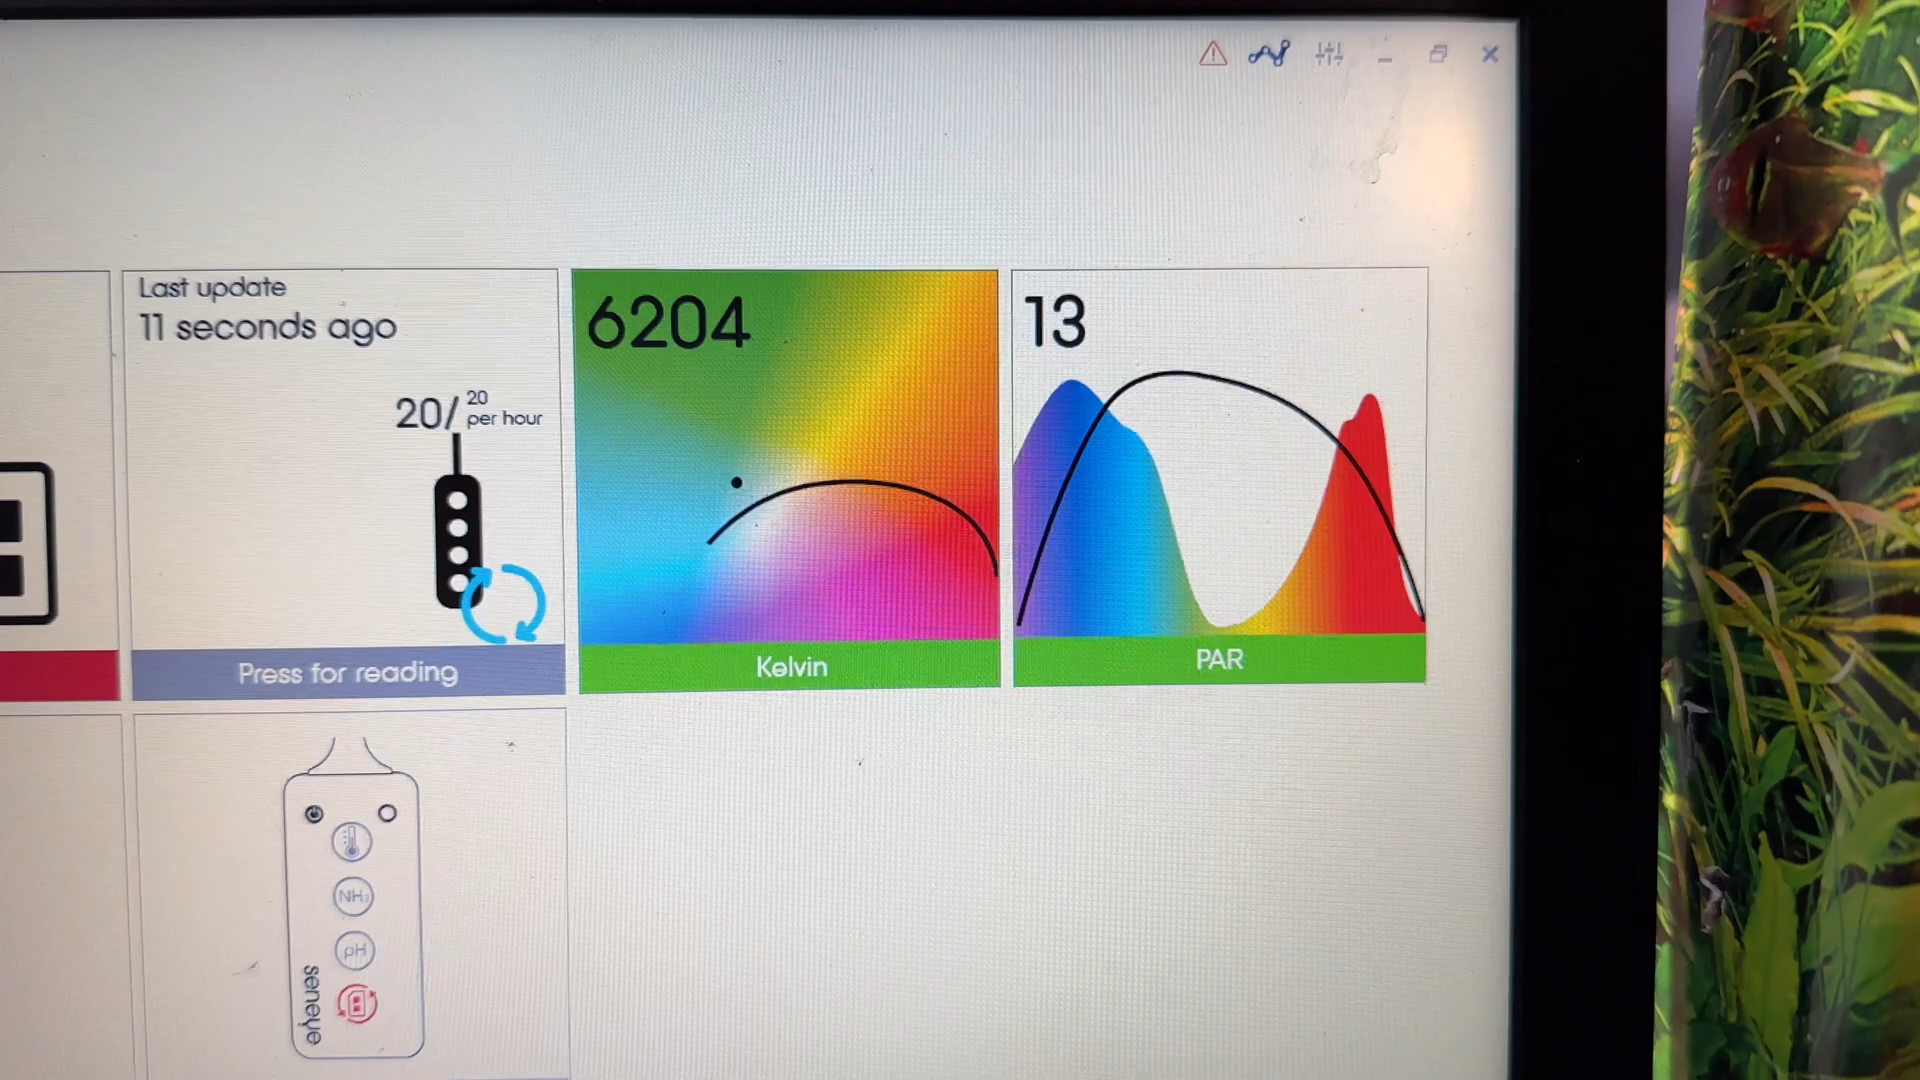 Last update
11 seconds ago
20/ 20
per hour
Press for reading
6204
Kelvin
13
PAR
NH₃
pH
seneye